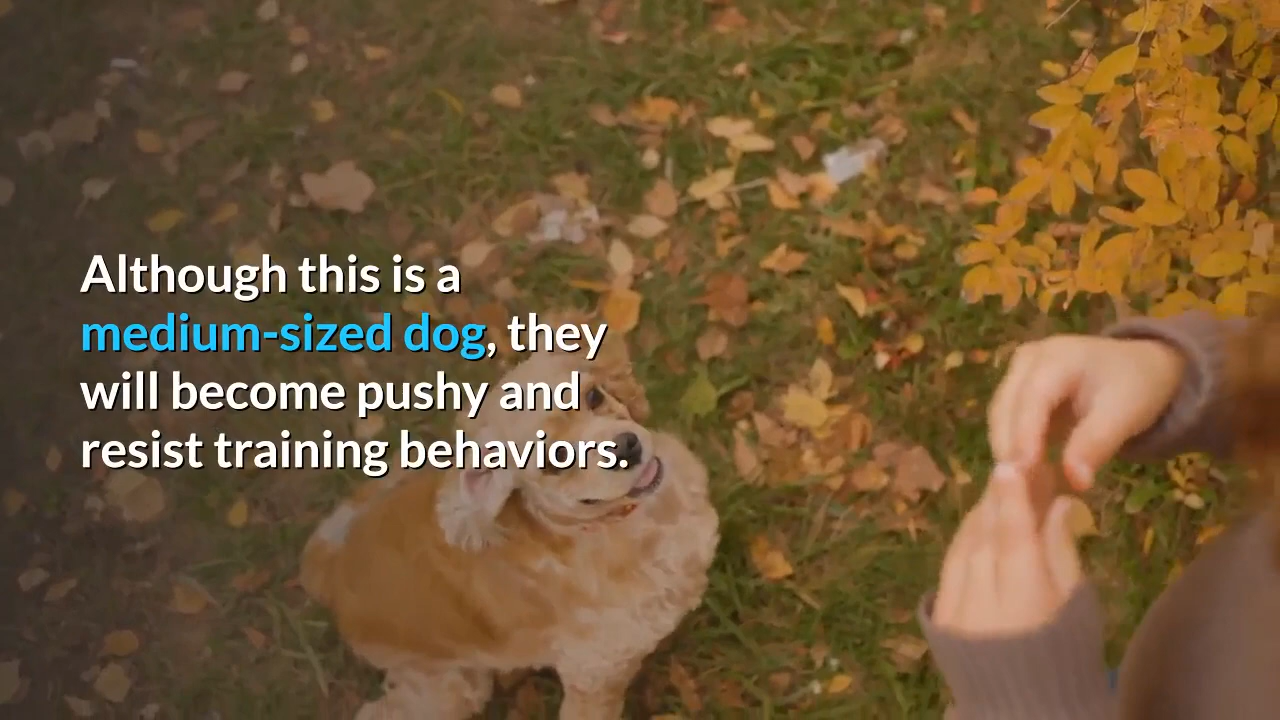 Although this is a
medium-sized dog, they
will become pushy and
resist training behaviors.